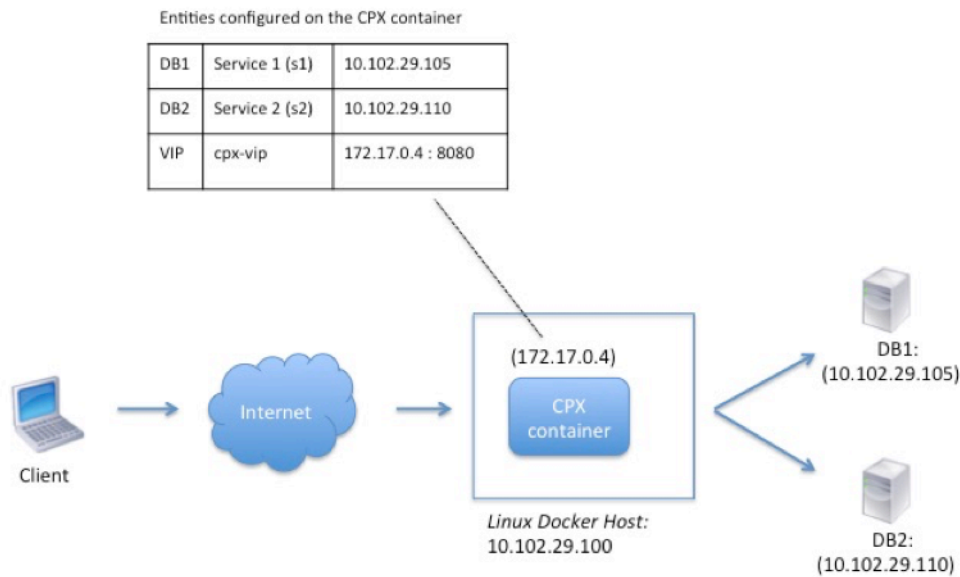 Entities configured on the CPX container
DB1 Service 1 (s1) 10.102.29.105
DB2 Service 2 (s2) 10.102.29.110
VIP cpx-vip 172.17.0.4 : 8080
(172.17.0.4)
CPX
container
Internet
Client
Linux Docker Host:
10.102.29.100
DB1:
(10.102.29.105)
DB2:
(10.102.29.110)